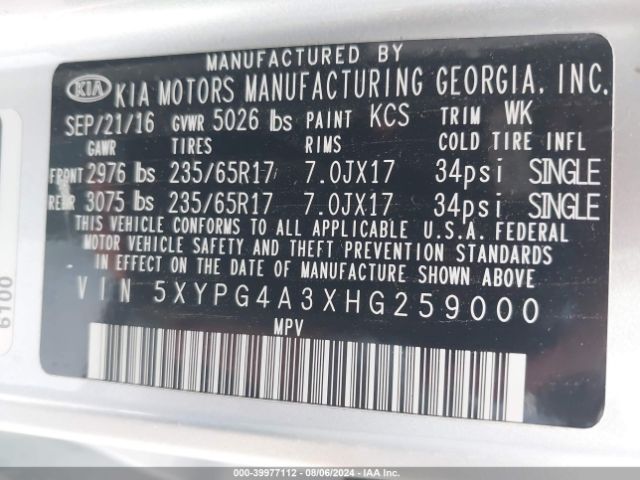 MANUFACTURED BY
KIA KIA MOTORS MANUFACTURING GEORGIA, INC.
SEP/21/16 GVWR 5026 lbs PAINT KCS TRIM WK
GAWR TIRES RIMS COLD TIRE INFL
FRONT 2976 lbs 235/65R17 7.0JX17 34psi SINGLE
REAR 3075 lbs 235/65R17 7.0JX17 34psi SINGLE
THIS VEHICLE CONFORMS TO ALL APPLICABLE U.S.A. FEDERAL
MOTOR VEHICLE SAFETY AND THEFT PREVENTION STANDARDS
IN EFFECT ON THE DATE OF MANUFACTURE SHOWN ABOVE
VIN 5XYPG4A3XHG259000
MPV
6100
000-39977112 - 08/06/2024 - IAA Inc.